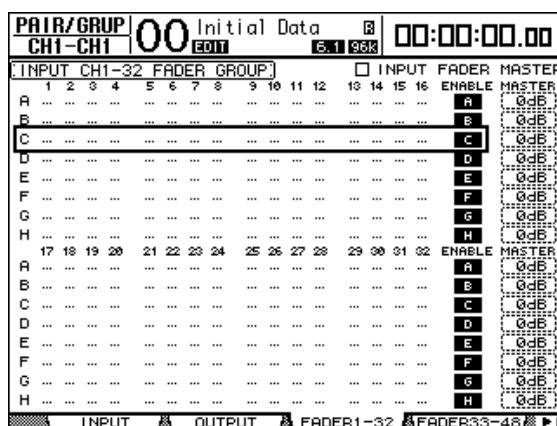 PAIR/GRUP 00 Initial Data R 00:00:00.00
CH1-CH1 EDIT 6.1 96k
INPUT CH1-32 FADER GROUP INPUT FADER MASTER
1 2 3 4 5 6 7 8 9 10 11 12 13 14 15 16 ENABLE MASTER
A ... ... ... ... ... ... ... ... ... ... ... ... ... ... ... ... A 0dB
B ... ... ... ... ... ... ... ... ... ... ... ... ... ... ... ... B 0dB
C ... ... ... ... ... ... ... ... ... ... ... ... ... ... ... ... C 0dB
D ... ... ... ... ... ... ... ... ... ... ... ... ... ... ... ... D 0dB
E ... ... ... ... ... ... ... ... ... ... ... ... ... ... ... ... E 0dB
F ... ... ... ... ... ... ... ... ... ... ... ... ... ... ... ... F 0dB
G ... ... ... ... ... ... ... ... ... ... ... ... ... ... ... ... G 0dB
H ... ... ... ... ... ... ... ... ... ... ... ... ... ... ... ... H 0dB
17 18 19 20 21 22 23 24 25 26 27 28 29 30 31 32 ENABLE MASTER
A ... ... ... ... ... ... ... ... ... ... ... ... ... ... ... ... A 0dB
B ... ... ... ... ... ... ... ... ... ... ... ... ... ... ... ... B 0dB
C ... ... ... ... ... ... ... ... ... ... ... ... ... ... ... ... C 0dB
D ... ... ... ... ... ... ... ... ... ... ... ... ... ... ... ... D 0dB
E ... ... ... ... ... ... ... ... ... ... ... ... ... ... ... ... E 0dB
F ... ... ... ... ... ... ... ... ... ... ... ... ... ... ... ... F 0dB
G ... ... ... ... ... ... ... ... ... ... ... ... ... ... ... ... G 0dB
H ... ... ... ... ... ... ... ... ... ... ... ... ... ... ... ... H 0dB
INPUT OUTPUT FADER1-32 FADER33-48